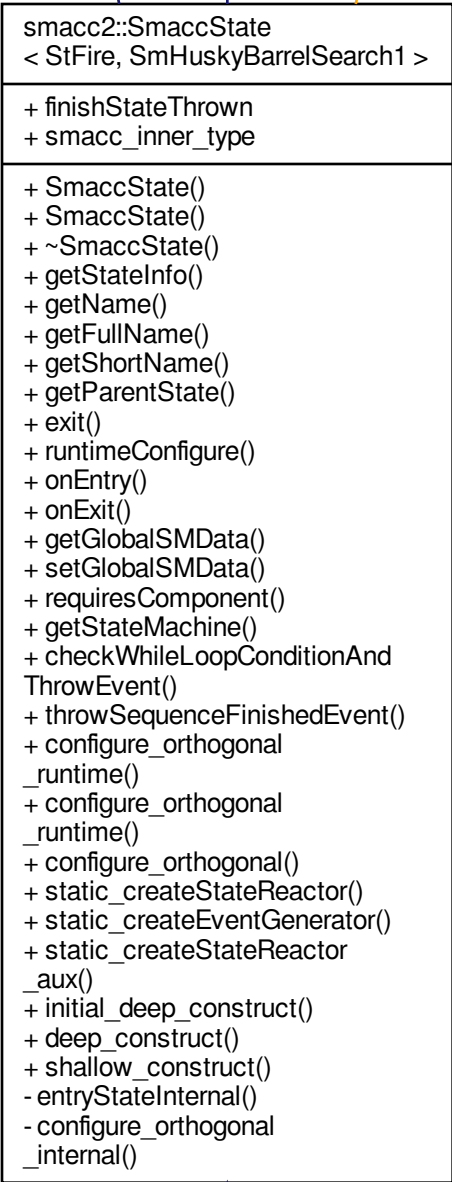 smacc2::SmaccState
< StFire, SmHuskyBarrelSearch1 >
+ finishStateThrown
+ smacc_inner_type
+ SmaccState()
+ SmaccState()
+ ~SmaccState()
+ getStateInfo()
+ getName()
+ getFullName()
+ getShortName()
+ getParentState()
+ exit()
+ runtimeConfigure()
+ onEntry()
+ onExit()
+ getGlobalSMData()
+ setGlobalSMData()
+ requiresComponent()
+ getStateMachine()
+ checkWhileLoopConditionAnd
ThrowEvent()
+ throwSequenceFinishedEvent()
+ configure_orthogonal
_runtime()
+ configure_orthogonal
_runtime()
+ configure_orthogonal()
+ static_createStateReactor()
+ static_createEventGenerator()
+ static_createStateReactor
_aux()
+ initial_deep_construct()
+ deep_construct()
+ shallow_construct()
- entryStateInternal()
- configure_orthogonal
_internal()